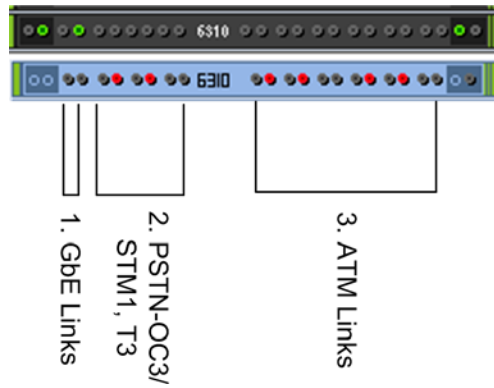 6310
6310
1. GbE Links
2. PSTN-OC3/
STM1, T3
3. ATM Links